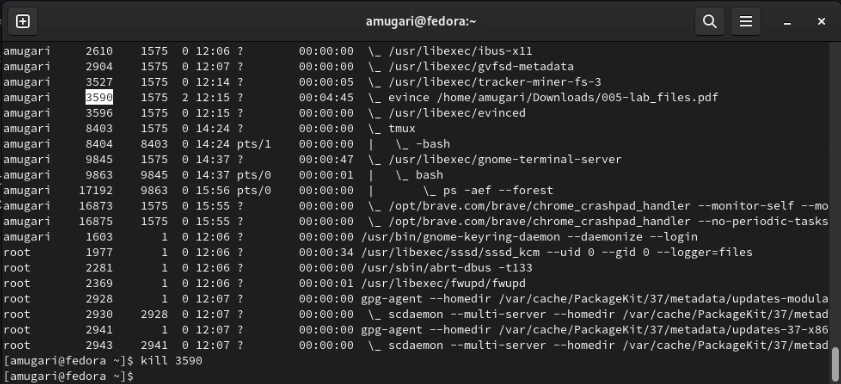 amugari@fedora:~
amugari 2610 1575 0 12:06 ? 00:00:00 \_ /usr/libexec/ibus-x11
amugari 2904 1575 0 12:07 ? 00:00:00 \_ /usr/libexec/gvfsd-metadata
amugari 3527 1575 0 12:14 ? 00:00:05 \_ /usr/libexec/tracker-miner-fs-3
amugari 3590 1575 2 12:15 ? 00:04:45 \_ evince /home/amugari/Downloads/005-lab_files.pdf
amugari 3596 1575 0 12:15 ? 00:00:00 \_ /usr/libexec/evinced
amugari 8403 1575 0 14:24 ? 00:00:00 \_ tmux
amugari 8404 8403 0 14:24 pts/1 00:00:00 | \_ -bash
amugari 9845 1575 0 14:37 ? 00:00:47 \_ /usr/libexec/gnome-terminal-server
amugari 9863 9845 0 14:37 pts/0 00:00:01 | \_ bash
amugari 17192 9863 0 15:56 pts/0 00:00:00 | \_ ps -aef --forest
amugari 16873 1575 0 15:55 ? 00:00:00 \_ /opt/brave.com/brave/chrome_crashpad_handler --monitor-self --mo
amugari 16875 1575 0 15:55 ? 00:00:00 \_ /opt/brave.com/brave/chrome_crashpad_handler --no-periodic-tasks
amugari 1603 1 0 12:06 ? 00:00:00 /usr/bin/gnome-keyring-daemon --daemonize --login
root 1977 1 0 12:06 ? 00:00:34 /usr/libexec/sssd/sssd_kcm --uid 0 --gid 0 --logger=files
root 2281 1 0 12:06 ? 00:00:00 /usr/sbin/abrt-dbus -t133
root 2369 1 0 12:06 ? 00:00:01 /usr/libexec/fwupd/fwupd
root 2928 1 0 12:07 ? 00:00:00 gpg-agent --homedir /var/cache/PackageKit/37/metadata/updates-modula
root 2930 2928 0 12:07 ? 00:00:00 \_ scdaemon --multi-server --homedir /var/cache/PackageKit/37/metad
root 2941 1 0 12:07 ? 00:00:00 gpg-agent --homedir /var/cache/PackageKit/37/metadata/updates-37-x86
root 2943 2941 0 12:07 ? 00:00:00 \_ scdaemon --multi-server --homedir /var/cache/PackageKit/37/metad
[amugari@fedora ~]$ kill 3590
[amugari@fedora ~]$